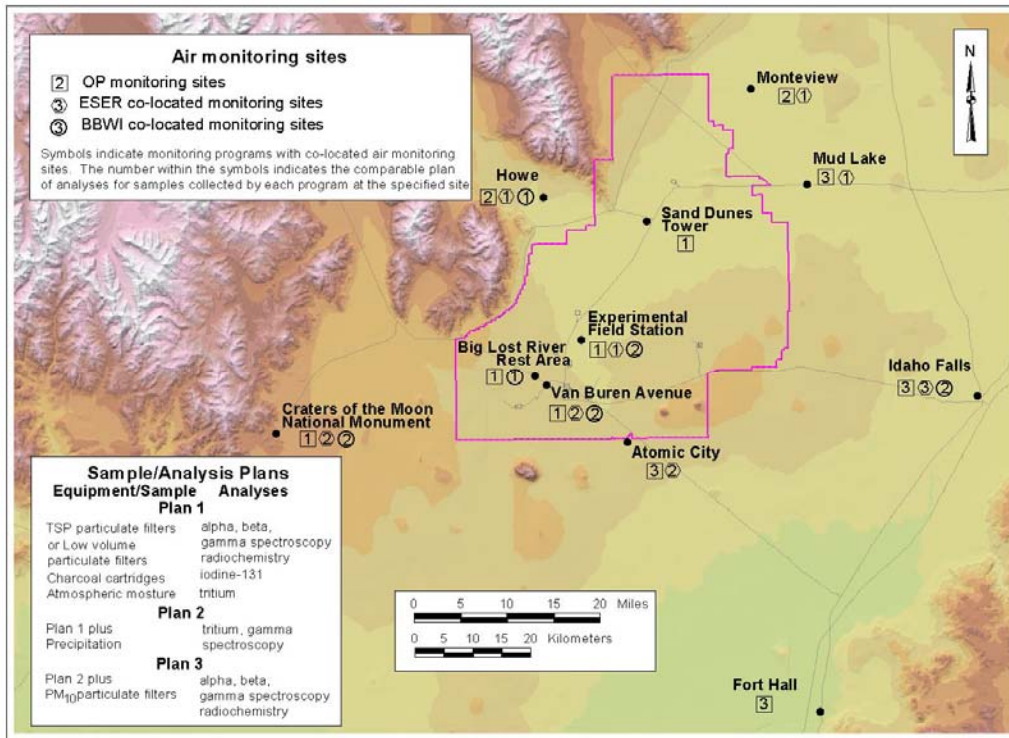 Air monitoring sites
2 OP monitoring sites
3 ESER co-located monitoring sites
3 BBWI co-located monitoring sites
Symbols indicate monitoring programs with co-located air monitoring
sites. The number within the symbols indicates the comparable plan
of analyses for samples collected by each program at the specified site.
N
Monteview
2 1
Mud Lake
3 1
Howe
2 1 1
Sand Dunes
Tower
1
Experimental
Field Station
1 1 2
Big Lost River
Rest Area
1 1
Van Buren Avenue
1 2 2
Idaho Falls
3 3 2
Craters of the Moon
National Monument
1 2 2
Atomic City
3 2
Sample/Analysis Plans
Equipment/Sample Analyses
Plan 1
TSP particulate filters alpha, beta,
or Low volume gamma spectroscopy
particulate filters radiochemistry
Charcoal cartridges iodine-131
Atmospheric mosture tritium
Plan 2
Plan 1 plus tritium, gamma
Precipitation spectroscopy
Plan 3
Plan 2 plus alpha, beta,
PM10particulate filters gamma spectroscopy
radiochemistry
0 5 10 15 20 Miles
0 5 10 15 20 Kilometers
Fort Hall
3